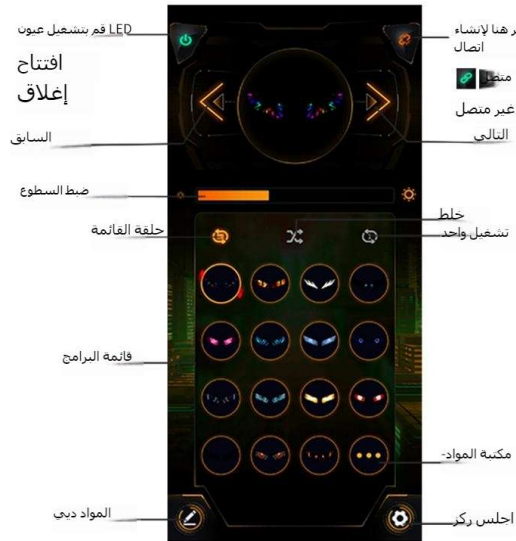 LED قم بتشغيل عيون
افتتاح
إغلاق
السابق
ضبط السطوع
حلقة القائمة
قائمة البرامج
المواد ديي
ر هنا لإنشاء
اتصال
متصل
غير متصل
التالي
خلط
تشغيل واحد
مكتبة المواد-
اجلس ركز